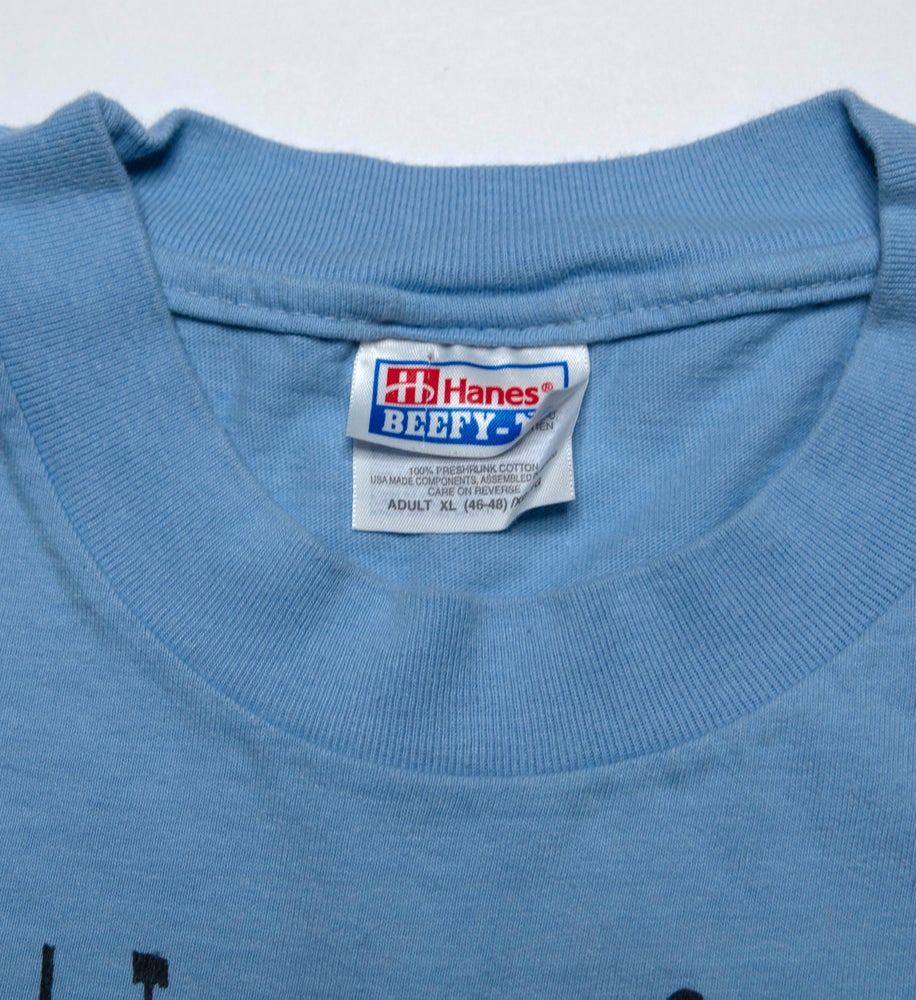 Hanes®
BEEFY-
100% PRESHRUNK COTTON
USA MADE COMPONENTS, ASSEMBLED
CARE ON REVERSE
ADULT XL (46-48)